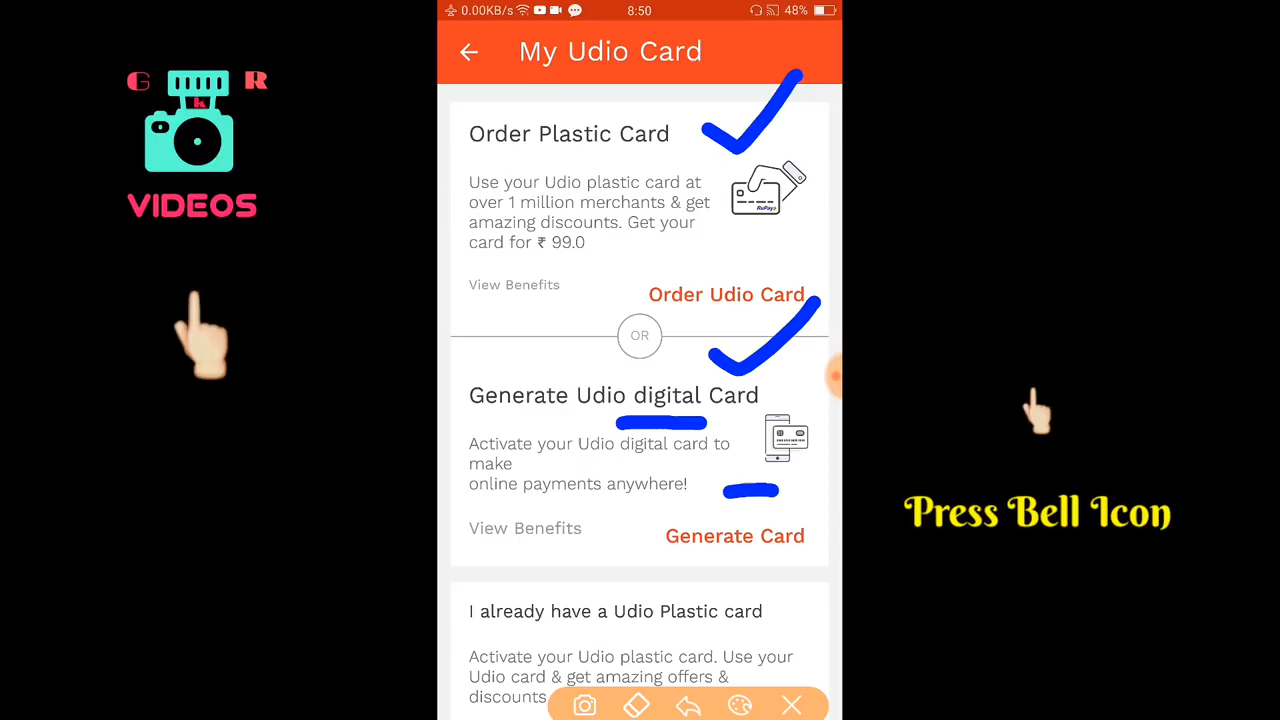 G R
k
VIDEOS
0.00KB/s 8:50 48%
My Udio Card
Order Plastic Card
Use your Udio plastic card at
over 1 million merchants & get
amazing discounts. Get your
card for ₹ 99.0
RuPay
View Benefits
Order Udio Card
OR
Generate Udio digital Card
Activate your Udio digital card to
make
online payments anywhere!
View Benefits
Generate Card
I already have a Udio Plastic card
Activate your Udio plastic card. Use your
Udio card & get amazing offers &
discounts
Press Bell Icon